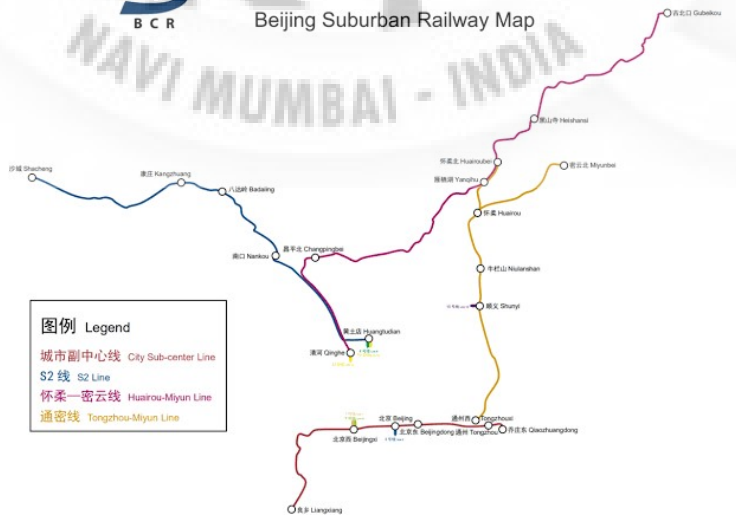 BCR
Beijing Suburban Railway Map
NAVI MUMBAI - INDIA
古北口 Gubeikou
黑山寺 Heishansi
怀柔北 Huairoubei
密云北 Miyunbei
雁栖湖 Yanqihu
沙城 Shacheng
康庄 Kangzhuang
八达岭 Badaling
怀柔 Huairou
昌平北 Changpingbei
南口 Nankou
牛栏山 Niulanshan
顺义 Shunyi
黄土店 Huangtudian
清河 Qinghe
图例 Legend
城市副中心线 City Sub-center Line
S2 线 S2 Line
怀柔—密云线 Huairou-Miyun Line
通密线 Tongzhou-Miyun Line
北京 Beijing
通州西 Tongzhouxi
北京西 Beijingxi
北京东 Beijingdong
通州 Tongzhou
乔庄东 Qiaozhuangdong
良乡 Liangxiang